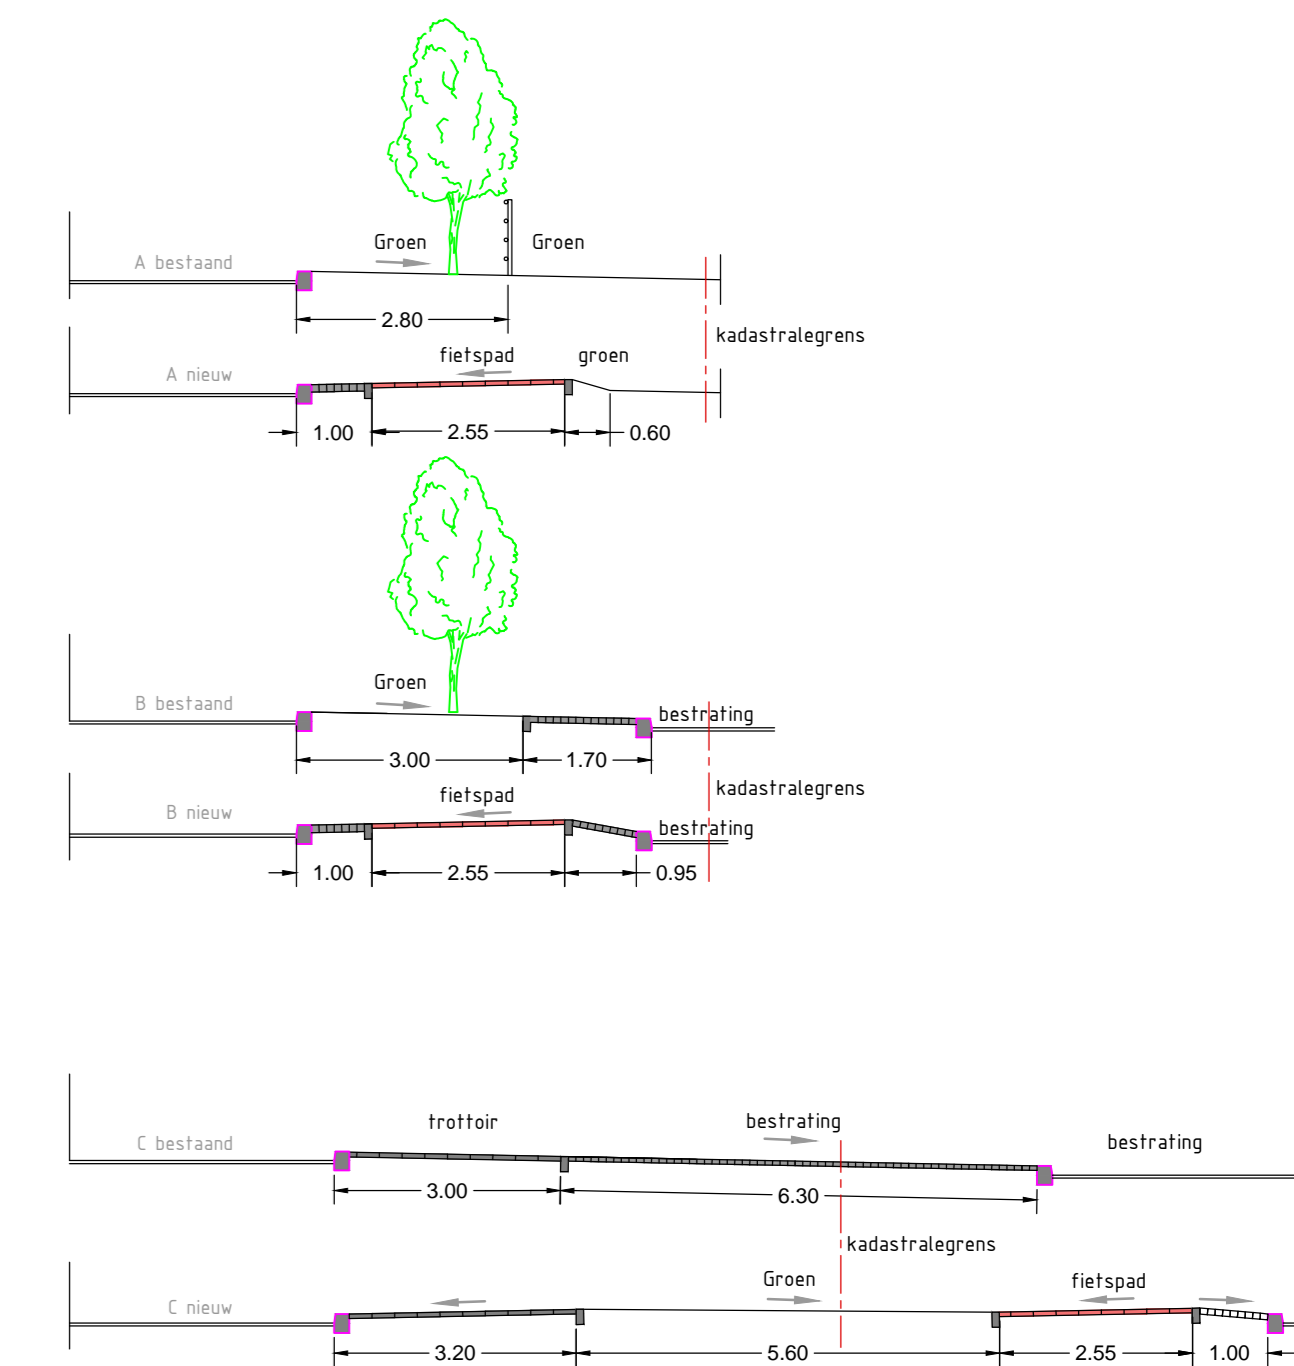 Groen
Groen
A bestaand
2.80
kadastralegrens
fietspad
groen
A nieuw
1.00
2.55
0.60
Groen
B bestaand
bestrating
3.00
1.70
kadastralegrens
fietspad
B nieuw
bestrating
1.00
2.55
0.95
trottoir
bestrating
C bestaand
bestrating
3.00
6.30
kadastralegrens
Groen
fietspad
C nieuw
3.20
5.60
2.55
1.00